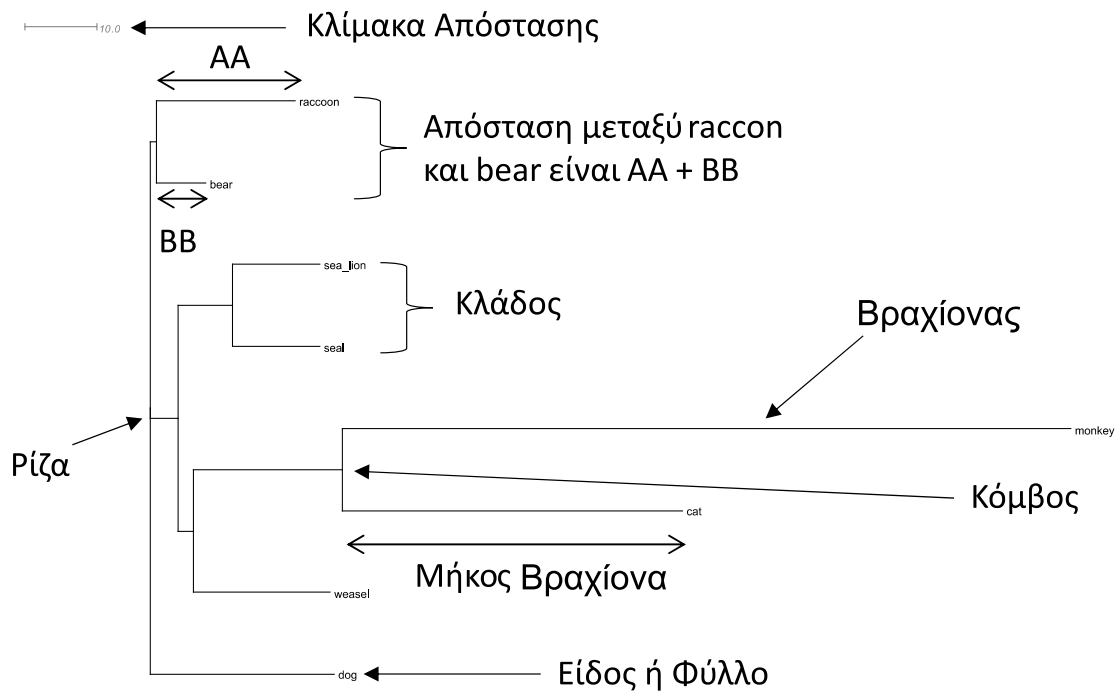 10.0
Κλίμακα Απόστασης
AA
raccoon
Απόσταση μεταξύ raccon
και bear είναι AA + BB
bear
BB
sea_lion
Κλάδος
seal
Βραχίονας
monkey
Ρίζα
Κόμβος
cat
Μήκος Βραχίονα
weasel
dog
Είδος ή Φύλλο